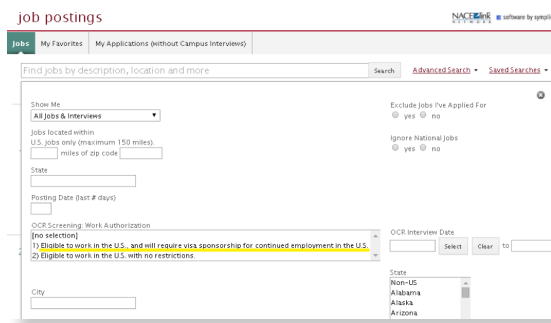 job postings
NACElink
NETWORK
software by symplic
Jobs
My Favorites
My Applications (without Campus Interviews)
Find jobs by description, location and more
Search
Advanced Search
Saved Searches
Show Me
All Jobs & Interviews
Exclude Jobs I've Applied For
yes no
Jobs located within
U.S. jobs only (maximum 150 miles).
miles of zip code
Ignore National Jobs
yes no
State
Posting Date (last # days)
OCR Screening: Work Authorization
[no selection]
1) Eligible to work in the U.S., and will require visa sponsorship for continued employment in the U.S.
2) Eligible to work in the U.S. with no restrictions.
OCR Interview Date
Select Clear to
City
State
Non-US
Alabama
Alaska
Arizona